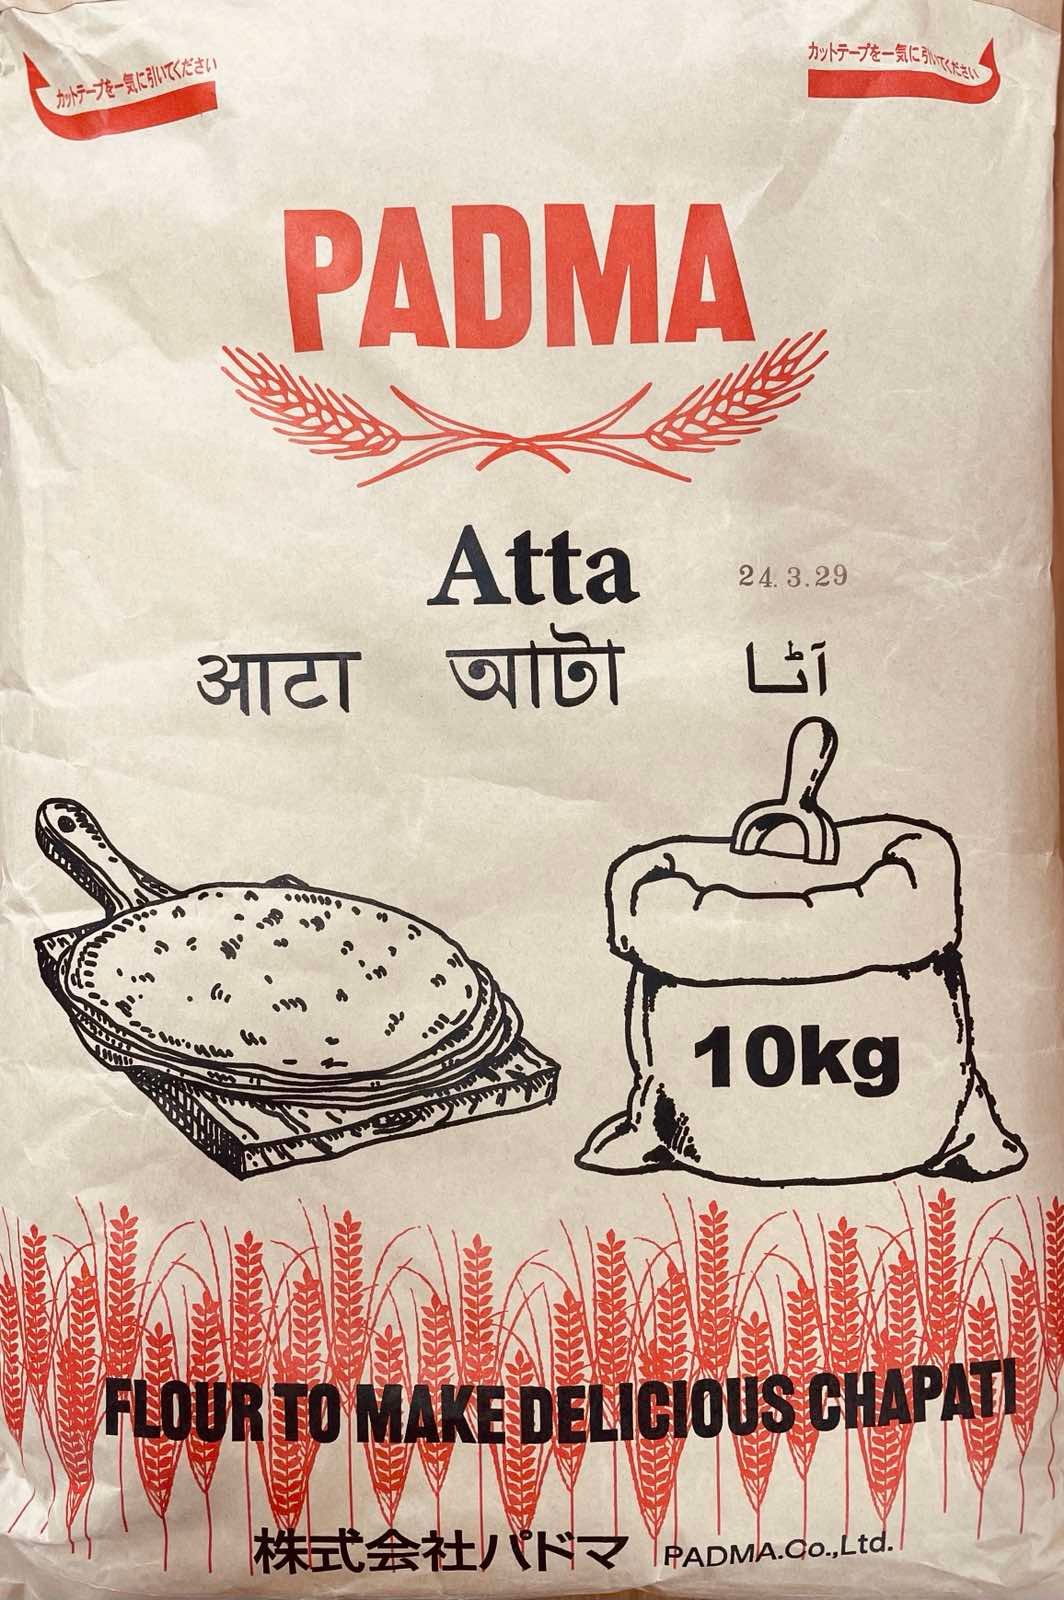 カットテープを一気に引いてください
カットテープを一気に引いてください
PADMA
Atta
24.3.29
आटा আটা آٹا
10kg
FLOUR TO MAKE DELICIOUS CHAPATI
株式会社パドマ PADMA.Co.,Ltd.